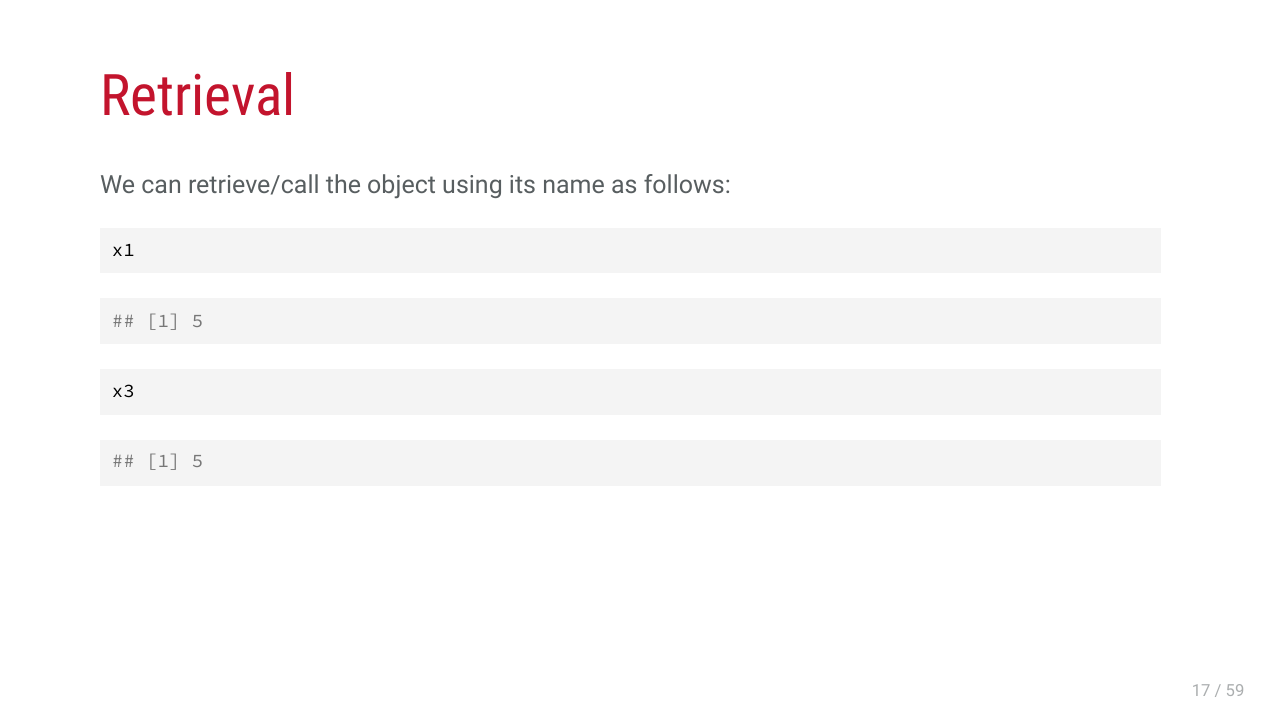 Retrieval
We can retrieve/call the object using its name as follows:
x1
## [1] 5
x3
## [1] 5
17 / 59